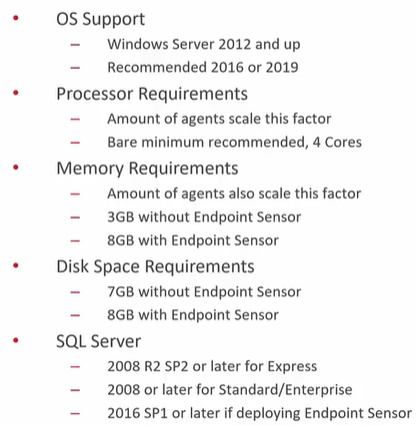 • OS Support
– Windows Server 2012 and up
– Recommended 2016 or 2019
• Processor Requirements
– Amount of agents scale this factor
– Bare minimum recommended, 4 Cores
• Memory Requirements
– Amount of agents also scale this factor
– 3GB without Endpoint Sensor
– 8GB with Endpoint Sensor
• Disk Space Requirements
– 7GB without Endpoint Sensor
– 8GB with Endpoint Sensor
• SQL Server
– 2008 R2 SP2 or later for Express
– 2008 or later for Standard/Enterprise
– 2016 SP1 or later if deploying Endpoint Sensor